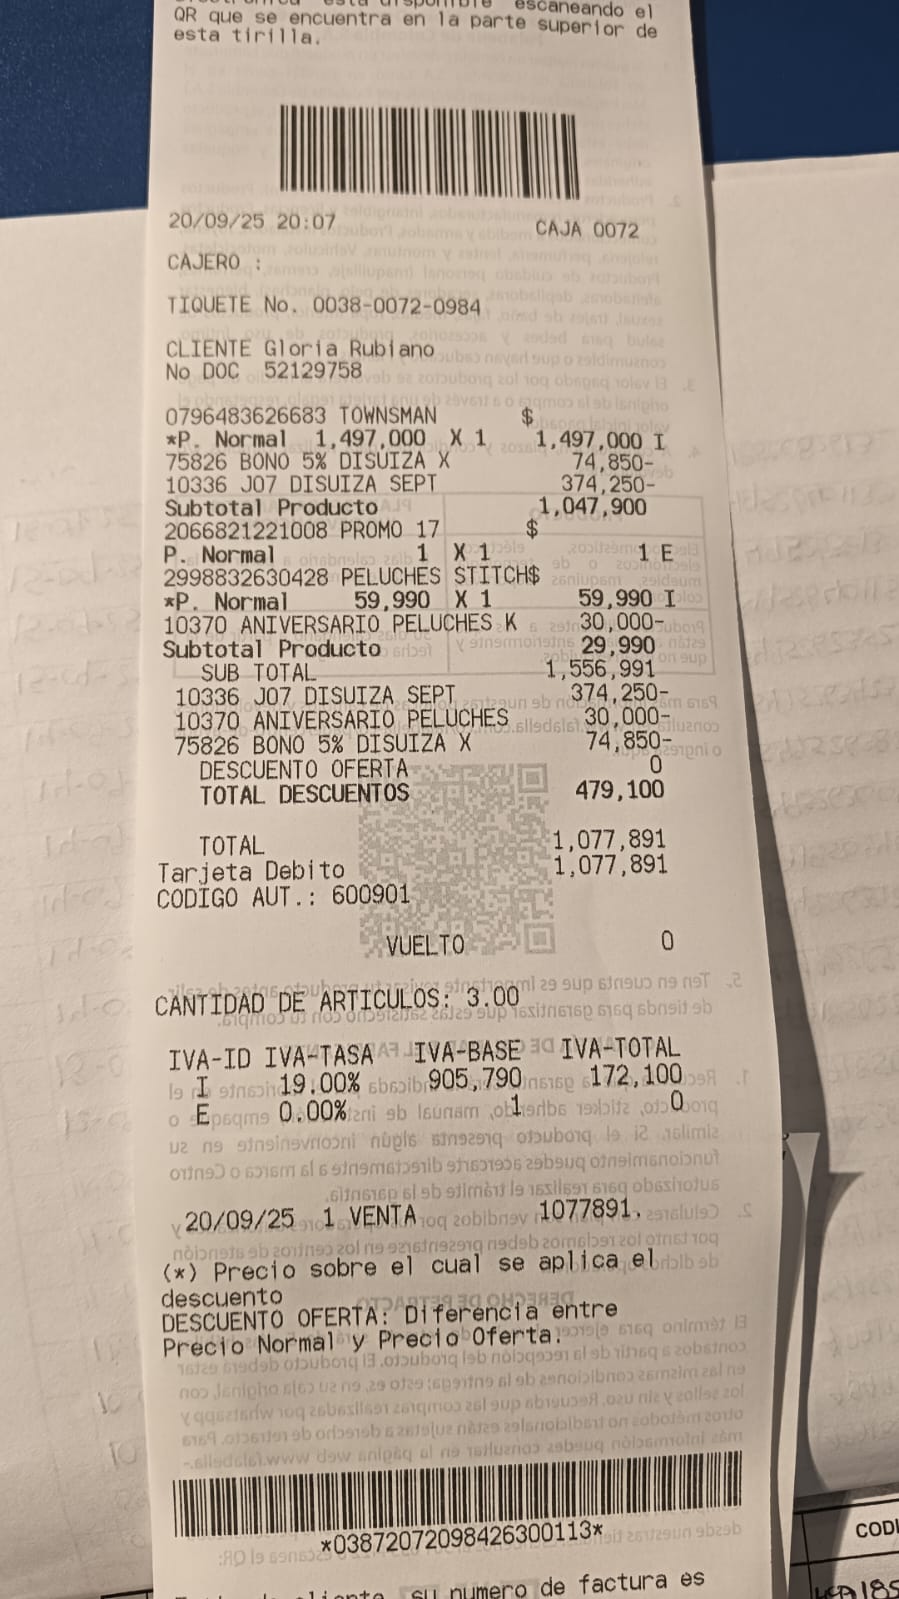 escaneando el
QR que se encuentra en la parte superior de
esta tirilla.
20/09/25 20:07 CAJA 0072
CAJERO :
TIQUETE No. 0038-0072-0984
CLIENTE Gloria Rubiano
No DOC 52129758
0796483626683 TOWNSMAN $
*P. Normal 1,497,000 X 1 1,497,000 I
75826 BONO 5% DISUIZA X 74,850-
10336 J07 DISUIZA SEPT 374,250-
Subtotal Producto 1,047,900
2066821221008 PROMO 17 $
P. Normal 1 X 1 1 E
2998832630428 PELUCHES STITCH$
*P. Normal 59,990 X 1 59,990 I
10370 ANIVERSARIO PELUCHES K 30,000-
Subtotal Producto 29,990
SUB TOTAL 1,556,991
10336 J07 DISUIZA SEPT 374,250-
10370 ANIVERSARIO PELUCHES 30,000-
75826 BONO 5% DISUIZA X 74,850-
DESCUENTO OFERTA 0
TOTAL DESCUENTOS 479,100
TOTAL 1,077,891
Tarjeta Debito 1,077,891
CODIGO AUT.: 600901
VUELTO 0
CANTIDAD DE ARTICULOS: 3.00
IVA-ID IVA-TASA IVA-BASE IVA-TOTAL
I 19.00% 905,790 172,100
E 0.00% 1 0
20/09/25 1 VENTA 1077891.
(*) Precio sobre el cual se aplica el
descuento
DESCUENTO OFERTA: Diferencia entre
Precio Normal y Precio Oferta.
*03872072098426300113*
su numero de factura es
CODI